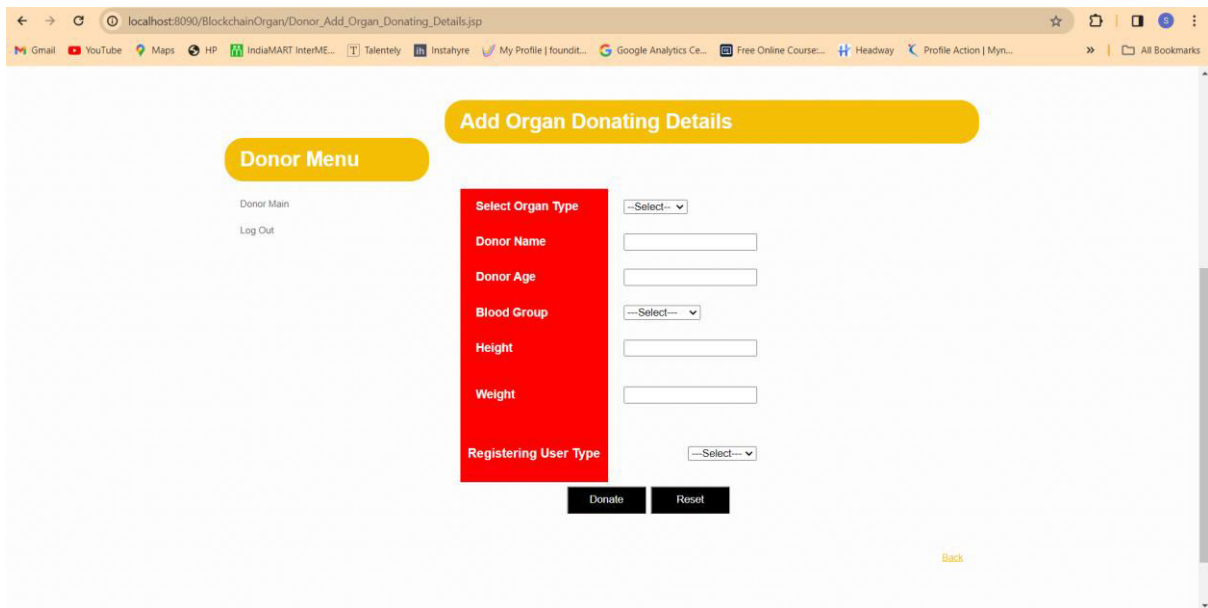 localhost:8090/BlockchainOrgan/Donor_Add_Organ_Donating_Details.jsp
S
Gmail YouTube Maps HP IndiaMART InterME... Talentely Instahyre My Profile | foundit... Google Analytics Ce... Free Online Course:... Headway Profile Action | Myn... » All Bookmarks
Add Organ Donating Details
Donor Menu
Donor Main
Log Out
Select Organ Type --Select--
Donor Name
Donor Age
Blood Group ---Select---
Height
Weight
Registering User Type ---Select---
Donate Reset
Back